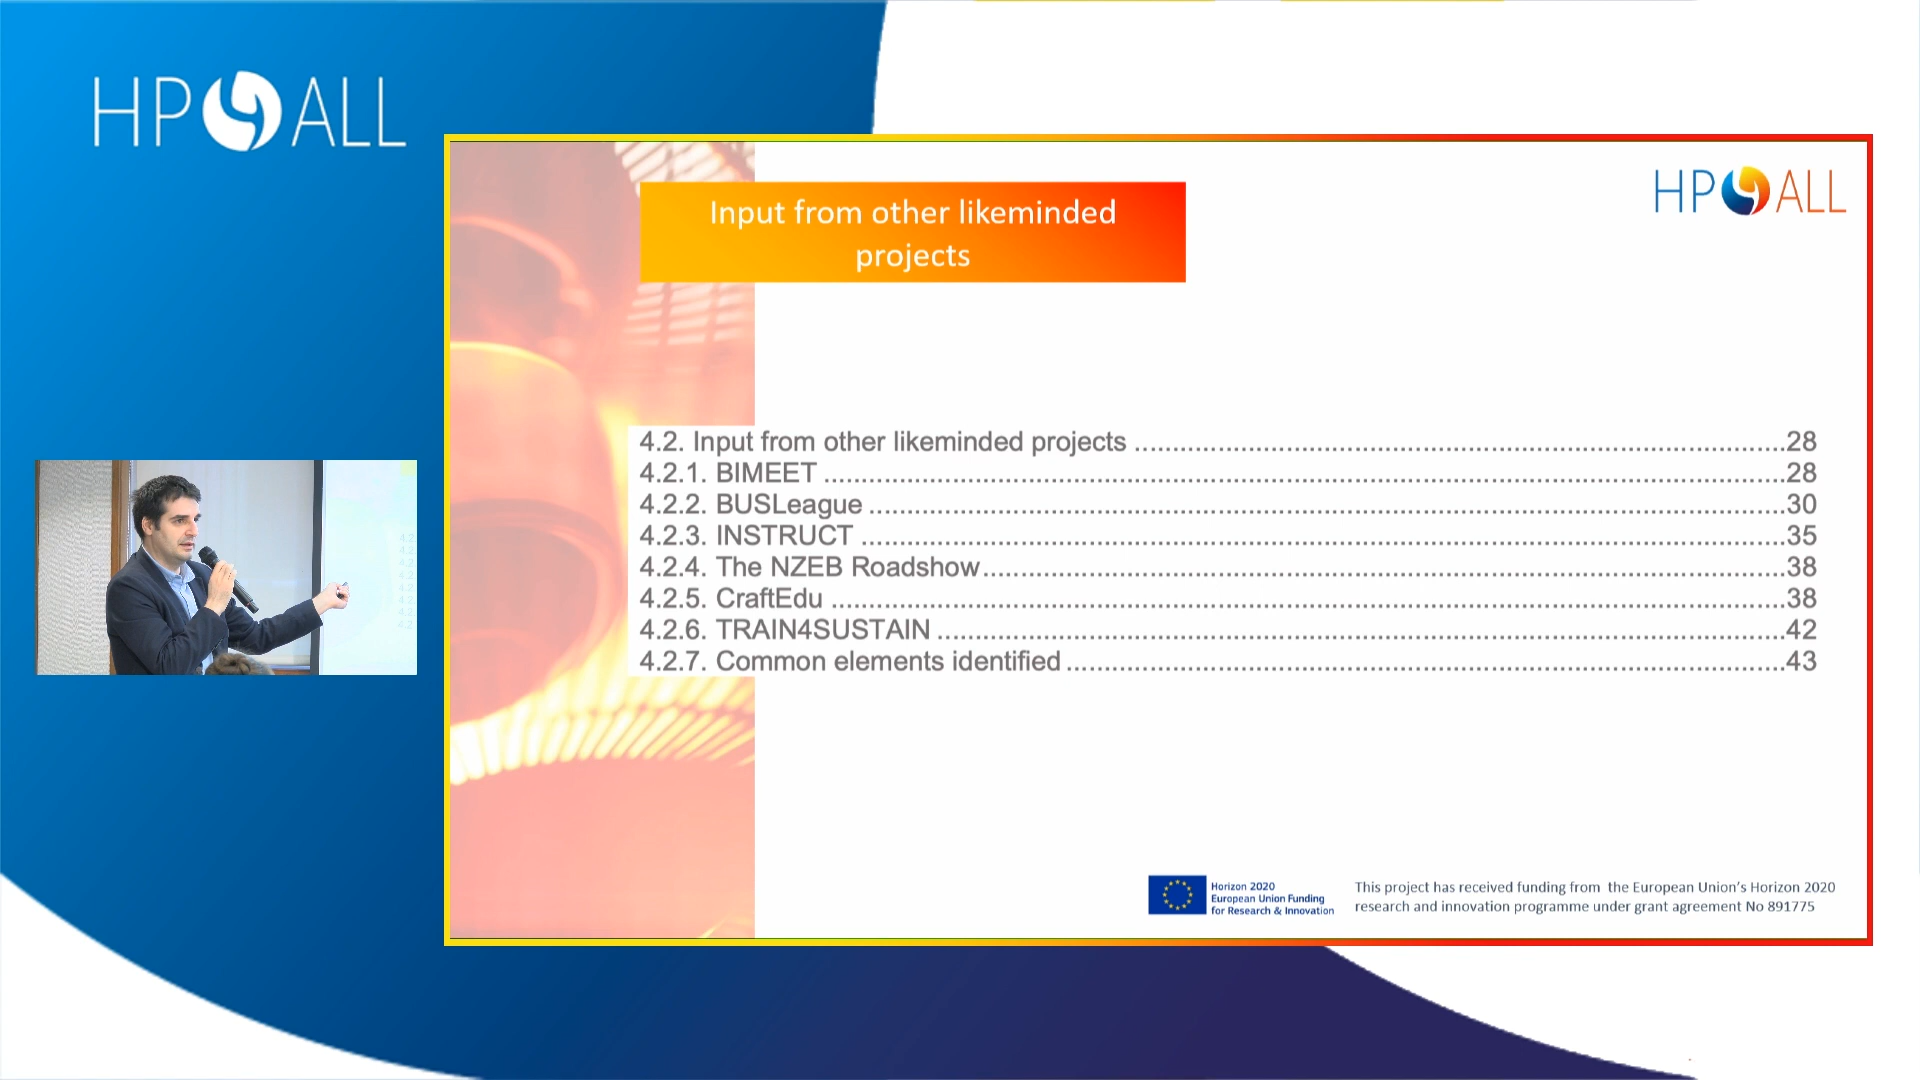 HP4ALL
Input from other likeminded
projects
HP4ALL
4.2. Input from other likeminded projects ........................................................................ 28
4.2.1. BIMEET ........................................................................ 28
4.2.2. BUSLeague ........................................................................ 30
4.2.3. INSTRUCT ........................................................................ 35
4.2.4. The NZEB Roadshow ........................................................................ 38
4.2.5. CraftEdu ........................................................................ 38
4.2.6. TRAIN4SUSTAIN ........................................................................ 42
4.2.7. Common elements identified ........................................................................ 43
Horizon 2020
European Union Funding
for Research & Innovation
This project has received funding from the European Union's Horizon 2020
research and innovation programme under grant agreement No 891775